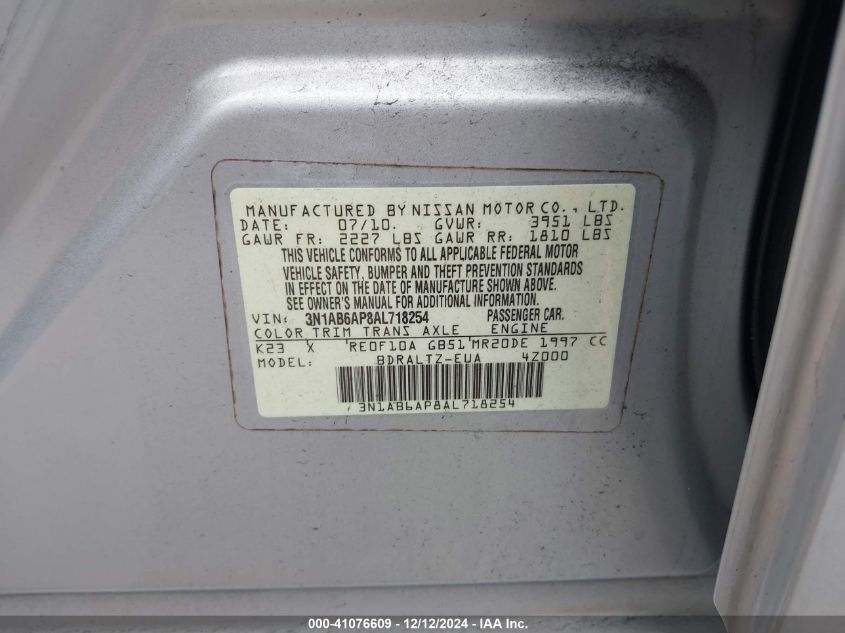 MANUFACTURED BY NISSAN MOTOR CO., LTD.
DATE: 07/10. GVWR: 3951 LBS
GAWR FR: 2227 LBS GAWR RR: 1810 LBS
THIS VEHICLE CONFORMS TO ALL APPLICABLE FEDERAL MOTOR
VEHICLE SAFETY, BUMPER AND THEFT PREVENTION STANDARDS
IN EFFECT ON THE DATE OF MANUFACTURE SHOWN ABOVE.
SEE OWNER'S MANUAL FOR ADDITIONAL INFORMATION.
VIN: 3N1AB6AP8AL718254 PASSENGER CAR.
COLOR TRIM TRANS AXLE ENGINE
K23 X RE0F10A GB51 MR20DE 1997 CC
MODEL: BDRALTZ-EUA 4Z000
3N1AB6AP8AL718254
000-41076609 - 12/12/2024 - IAA Inc.